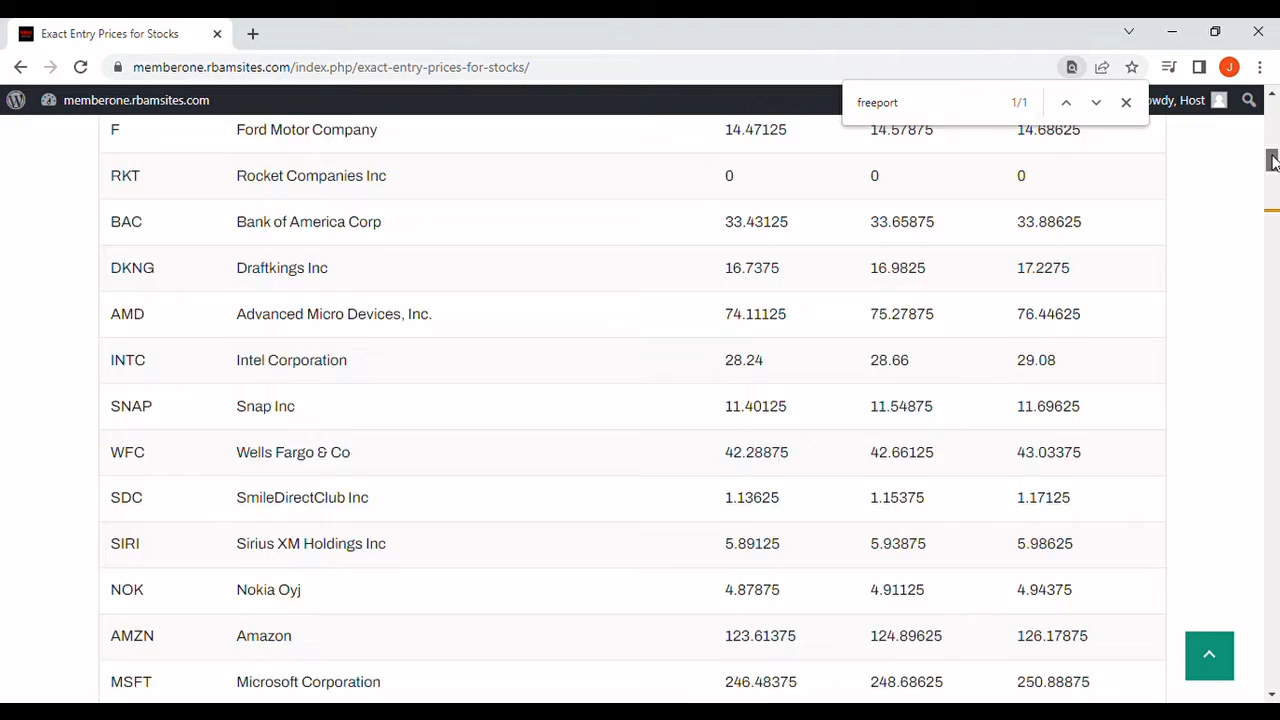 Exact Entry Prices for Stocks
memberone.rbamsites.com/index.php/exact-entry-prices-for-stocks/
J
memberone.rbamsites.com
freeport 1/1
owdy, Host
F Ford Motor Company 14.47125 14.57875 14.68625
RKT Rocket Companies Inc 0 0 0
BAC Bank of America Corp 33.43125 33.65875 33.88625
DKNG Draftkings Inc 16.7375 16.9825 17.2275
AMD Advanced Micro Devices, Inc. 74.11125 75.27875 76.44625
INTC Intel Corporation 28.24 28.66 29.08
SNAP Snap Inc 11.40125 11.54875 11.69625
WFC Wells Fargo & Co 42.28875 42.66125 43.03375
SDC SmileDirectClub Inc 1.13625 1.15375 1.17125
SIRI Sirius XM Holdings Inc 5.89125 5.93875 5.98625
NOK Nokia Oyj 4.87875 4.91125 4.94375
AMZN Amazon 123.61375 124.89625 126.17875
MSFT Microsoft Corporation 246.48375 248.68625 250.88875